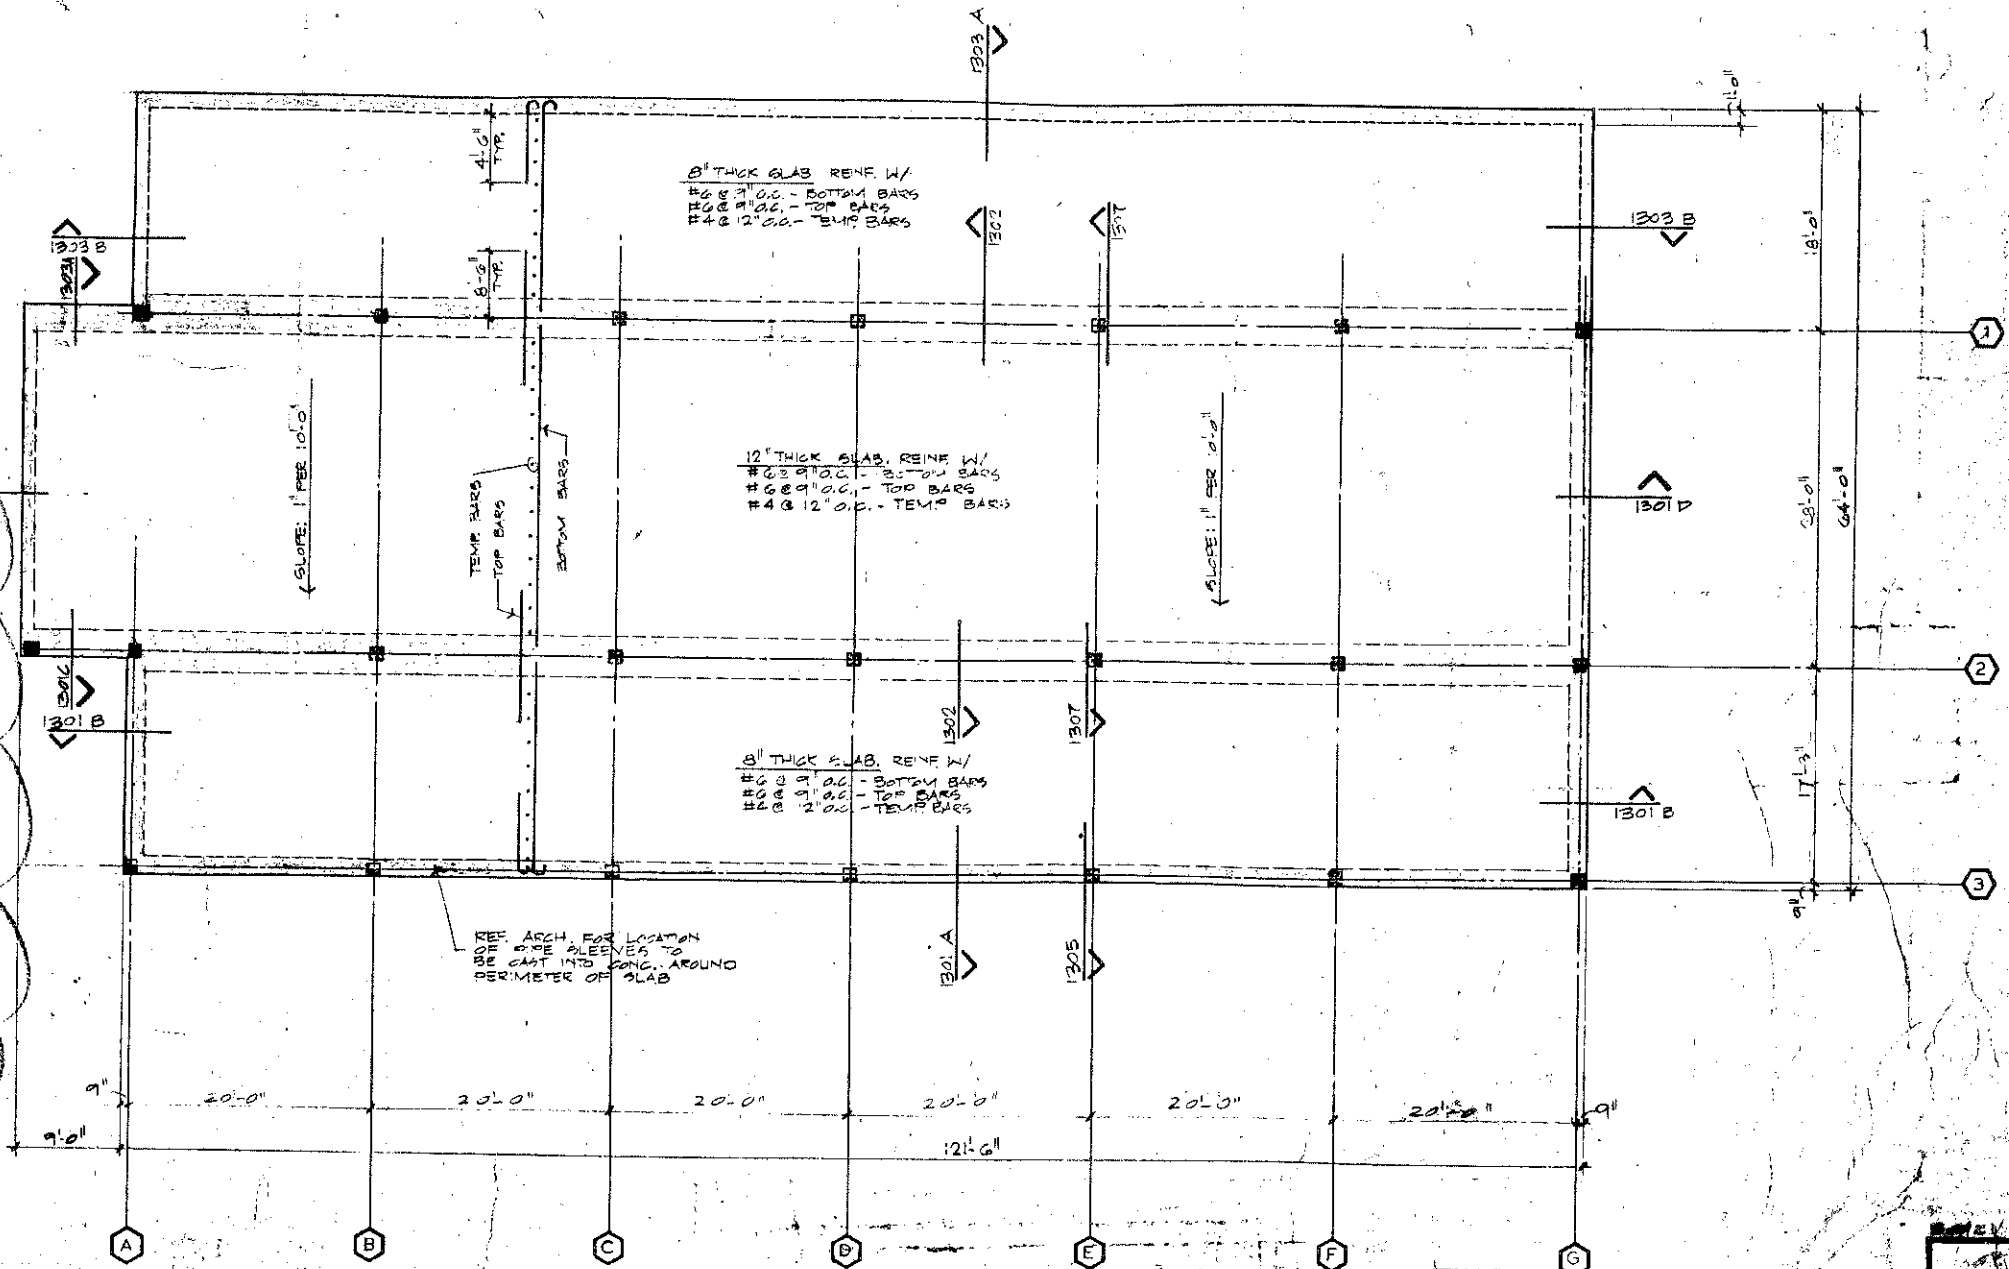 1303 A
1'-0"
4'-6"
TYP.
8" THICK SLAB REINF. W/
#6 @ 9" O.C. - BOTTOM BARS
#6 @ 9" O.C. - TOP BARS
#4 @ 12" O.C. - TEMP. BARS
1302
1307
1303 B
1303 B
1303A
8'-6"
TYP.
18'-0"
1
SLOPE: 1" PER 10'-0"
12" THICK SLAB. REINF. W/
#6 @ 9" O.C. - BOTTOM BARS
#6 @ 9" O.C. - TOP BARS
#4 @ 12" O.C. - TEMP BARS
TEMP. BARS
TOP BARS
BOTTOM BARS
SLOPE: 1" PER 10'-0"
1301 D
28'-0"
64'-0"
2
1301C
1301 B
1302
1307
8" THICK SLAB. REINF. W/
#6 @ 9" O.C. - BOTTOM BARS
#6 @ 9" O.C. - TOP BARS
#4 @ 12" O.C. - TEMP. BARS
17'-3"
1301 B
3
9"
REF. ARCH. FOR LOCATION
OF PIPE SLEEVES TO
BE CAST INTO CONC. AROUND
PERIMETER OF SLAB
1301 A
1305
9"
20'-0"
20'-0"
20'-0"
20'-0"
20'-0"
20'-0"
9"
9'-0"
121'-6"
A
B
C
D
E
F
G